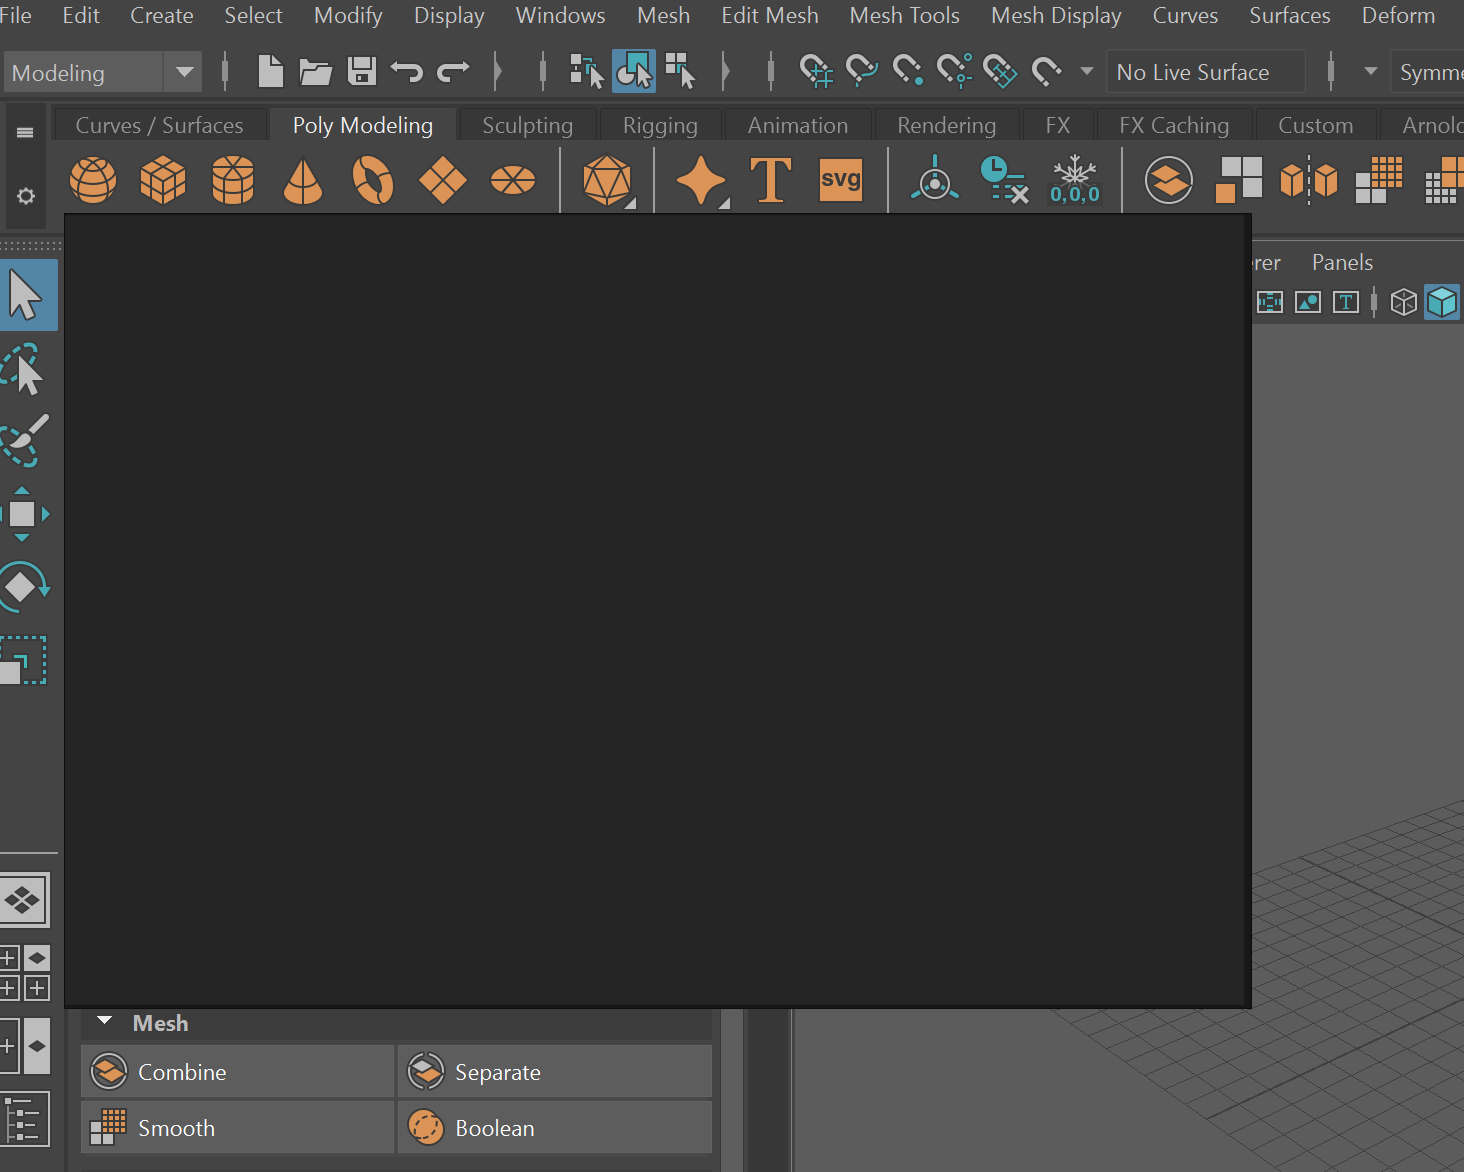 File Edit Create Select Modify Display Windows Mesh Edit Mesh Mesh Tools Mesh Display Curves Surfaces Deform
Modeling No Live Surface Symme
Curves / Surfaces Poly Modeling Sculpting Rigging Animation Rendering FX FX Caching Custom Arnold
T svg 0,0,0
rer Panels
T
Mesh
Combine Separate
Smooth Boolean